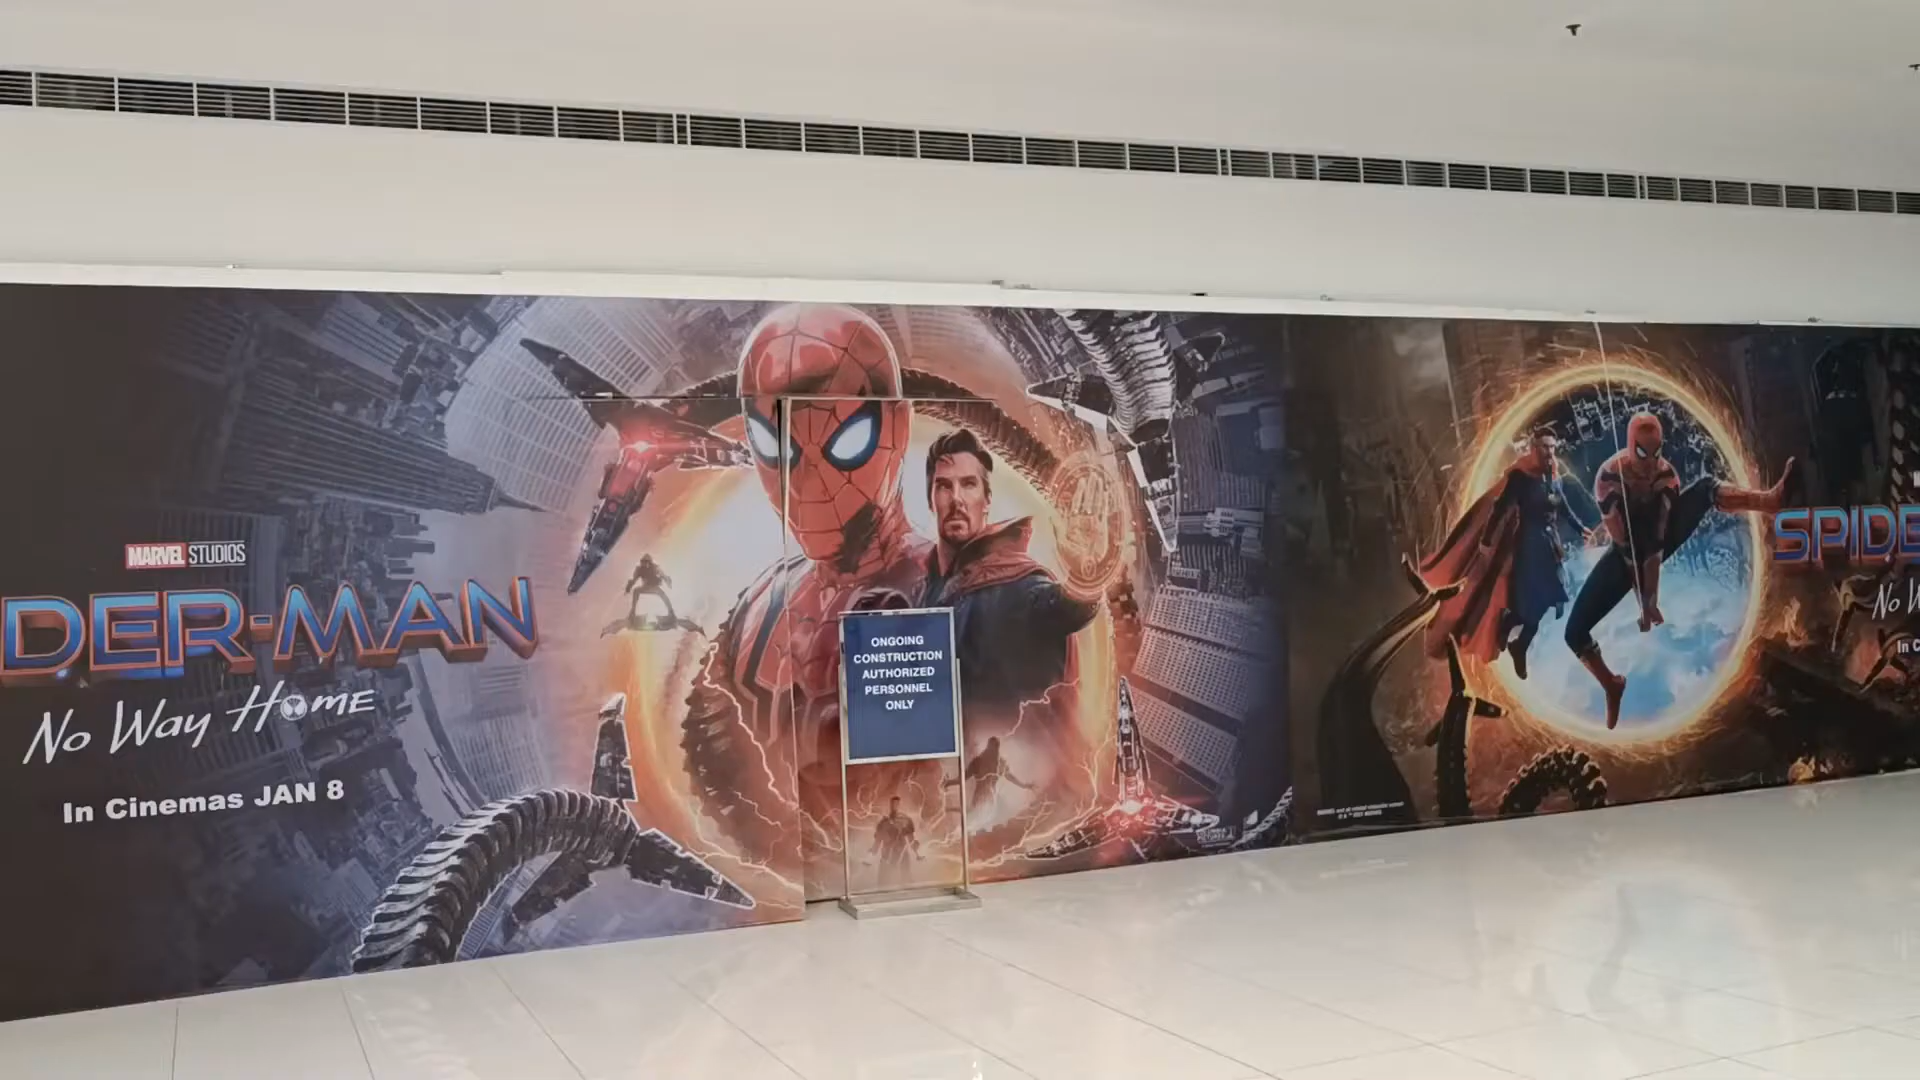 MARVEL STUDIOS
DER-MAN
No Way Home
In Cinemas JAN 8
ONGOING
CONSTRUCTION
AUTHORIZED
PERSONNEL
ONLY
SPIDE
No W
In C